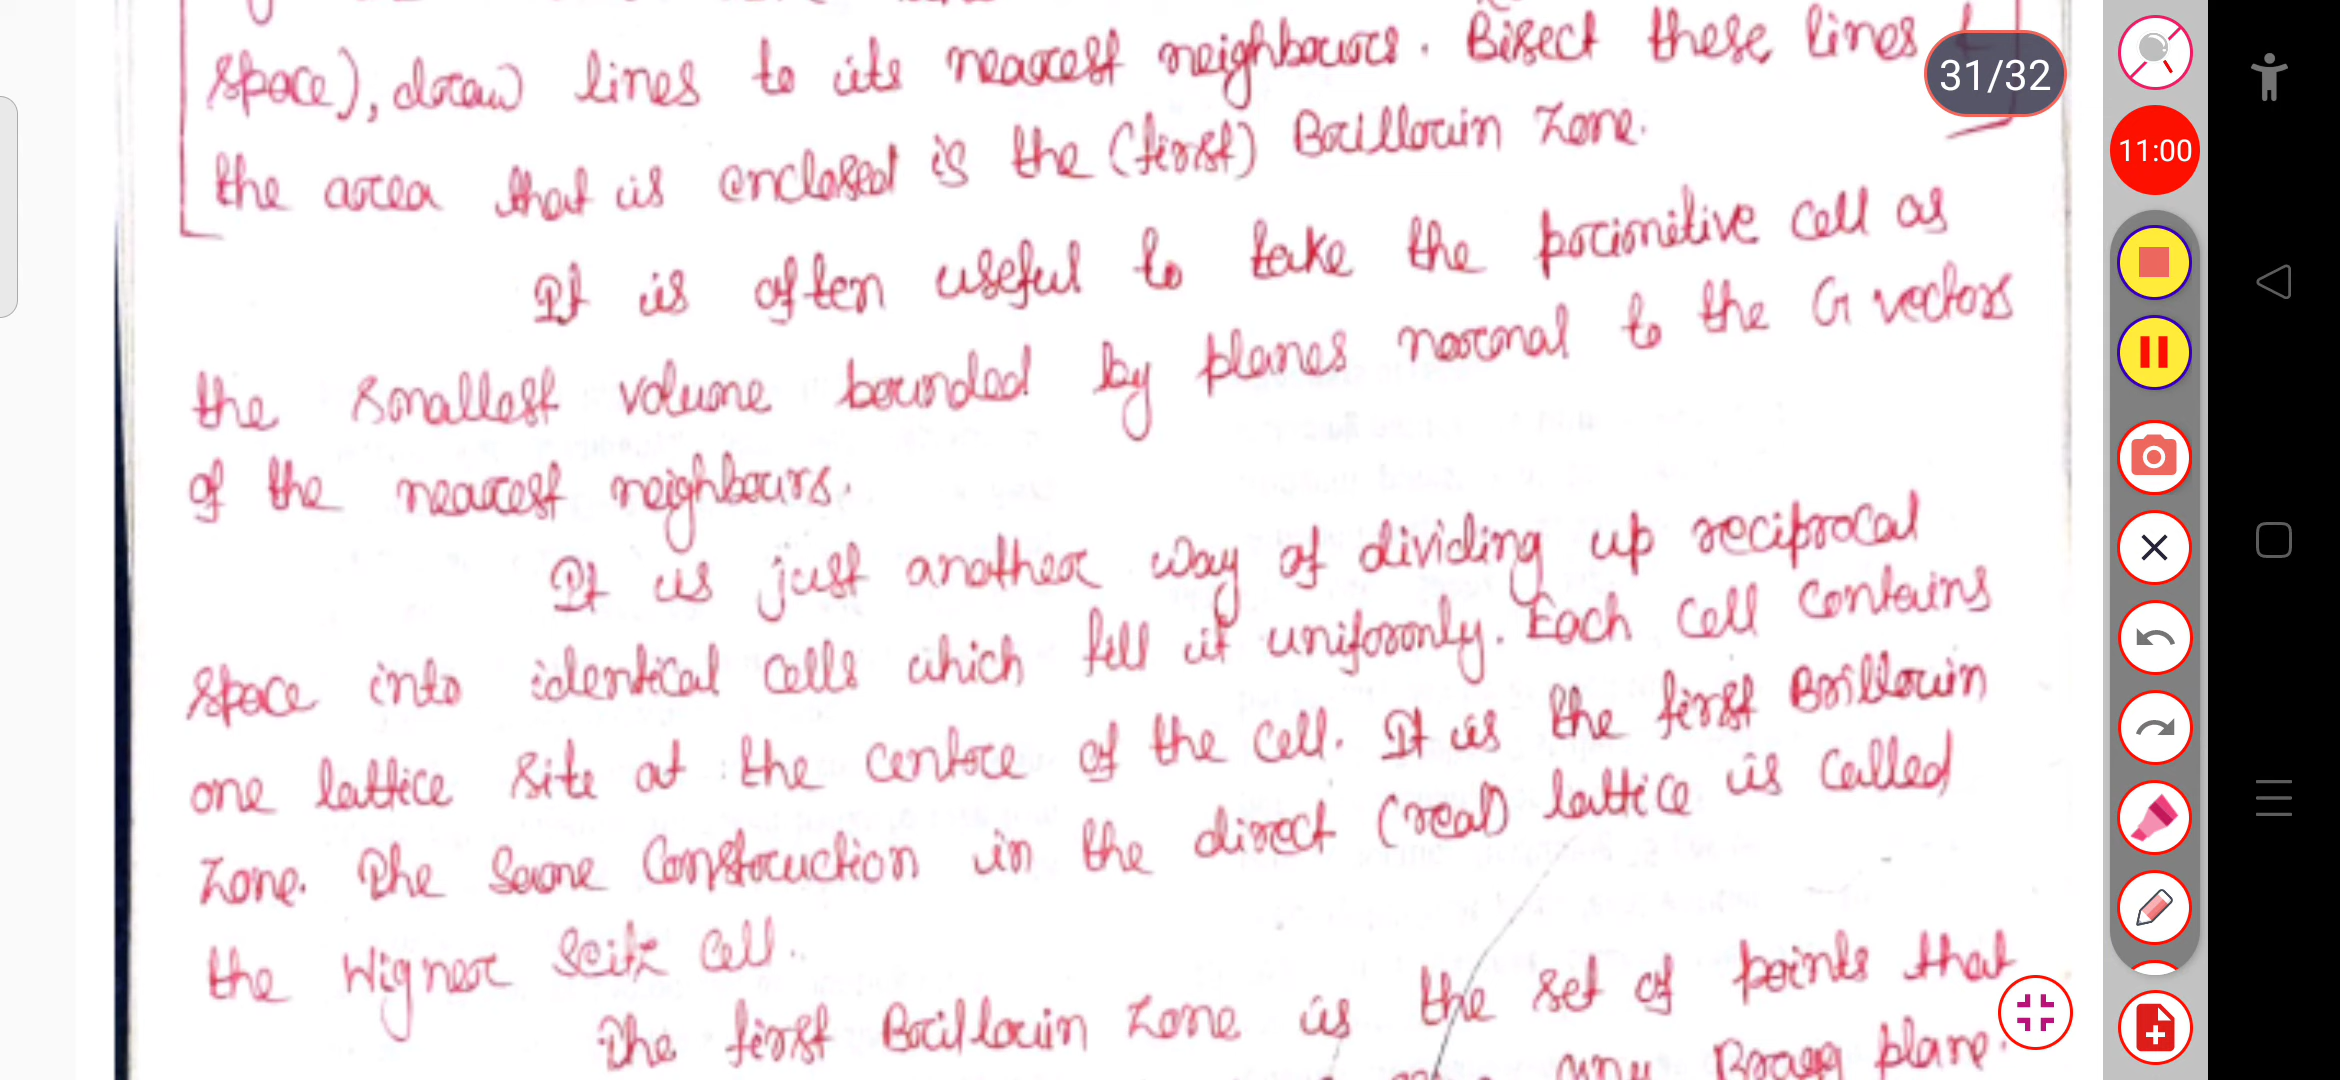 space), draw lines to its nearest neighbours. Bisect these lines &
31/32
the area that is enclosed is the (first) Brillouin Zone.
11:00
It is often useful to take the primitive cell as
the smallest volume bounded by planes normal to the G vectors
of the nearest neighbours.
It is just another way of dividing up reciprocal
space into identical cells which fill it uniformly. Each cell contains
one lattice site at the centre of the cell. It is the first Brillouin
Zone. The same construction in the direct (real) lattice is called
the Wigner Seitz cell.
The first Brillouin Zone is the set of points that
any Bragg plane.